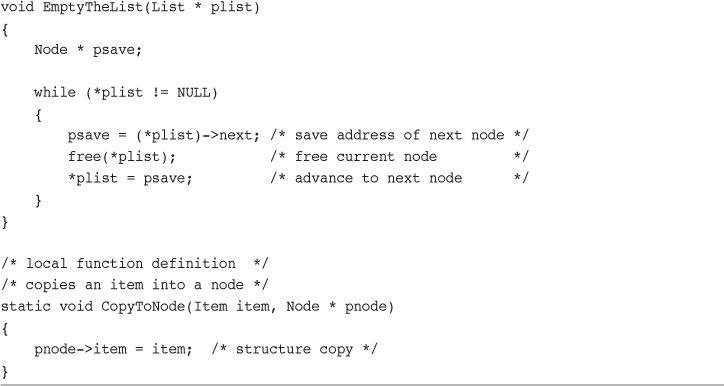 void EmptyTheList(List * plist)
{
    Node * psave;

    while (*plist != NULL)
    {
        psave = (*plist)->next; /* save address of next node */
        free(*plist);           /* free current node         */
        *plist = psave;         /* advance to next node      */
    }
}

/* local function definition  */
/* copies an item into a node */
static void CopyToNode(Item item, Node * pnode)
{
    pnode->item = item;  /* structure copy */
}